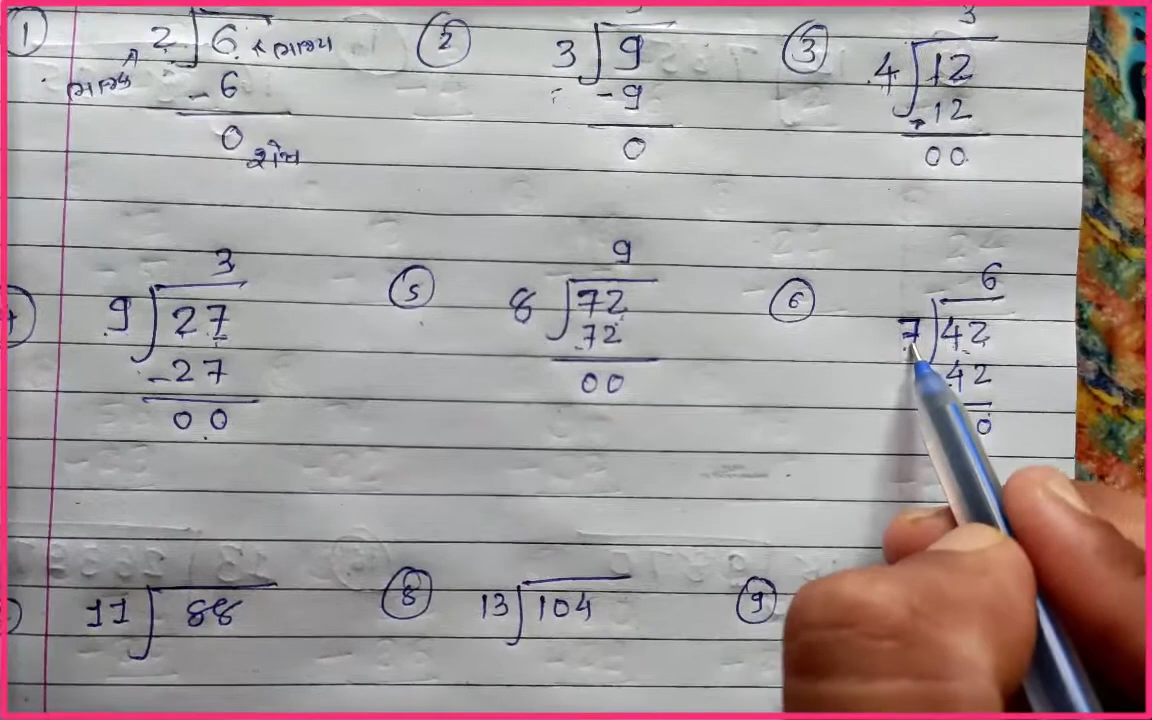 ① 2 6 ભાજ્ય ② 3 9 ③ 3 4 12
ભાજક - 6 - 9 - 12
0 શેષ 0 00
3 9 6
9 27 ⑤ 8 72 ⑥ 7 42
- 27 72 42
00 00 0
11 88 ⑧ 13 104 ⑨